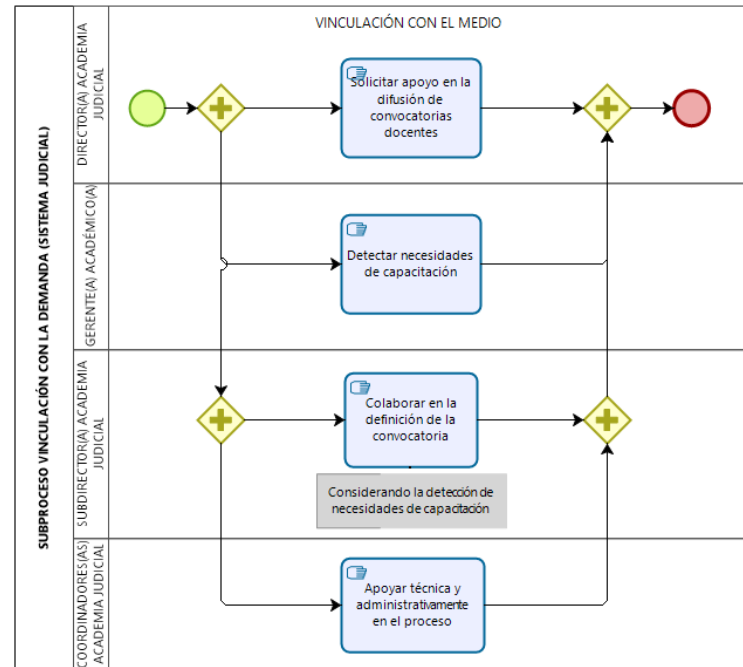 VINCULACIÓN CON EL MEDIO
SUBPROCESO VINCULACIÓN CON LA DEMANDA (SISTEMA JUDICIAL)
DIRECTOR(A) ACADEMIA
JUDICIAL
Solicitar apoyo en la
difusión de
convocatorias
docentes
GERENTE(A) ACADÉMICO(A)
Detectar necesidades
de capacitación
SUBDIRECTOR(A) ACADEMIA
JUDICIAL
Colaborar en la
definición de la
convocatoria
Considerando la detección de
necesidades de capacitación
COORDINADORES(AS)
ACADEMIA JUDICIAL
Apoyar técnica y
administrativamente
en el proceso